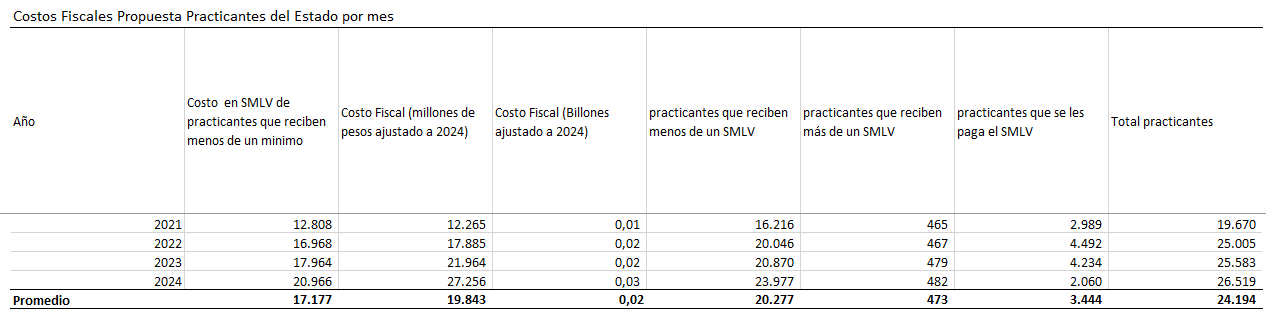 Costos Fiscales Propuesta Practicantes del Estado por mes
Año | Costo en SMLV de practicantes que reciben menos de un minimo | Costo Fiscal (millones de pesos ajustado a 2024) | Costo Fiscal (Billones ajustado a 2024) | practicantes que reciben menos de un SMLV | practicantes que reciben más de un SMLV | practicantes que se les paga el SMLV | Total practicantes
2021 | 12.808 | 12.265 | 0,01 | 16.216 | 465 | 2.989 | 19.670
2022 | 16.968 | 17.885 | 0,02 | 20.046 | 467 | 4.492 | 25.005
2023 | 17.964 | 21.964 | 0,02 | 20.870 | 479 | 4.234 | 25.583
2024 | 20.966 | 27.256 | 0,03 | 23.977 | 482 | 2.060 | 26.519
Promedio | 17.177 | 19.843 | 0,02 | 20.277 | 473 | 3.444 | 24.194